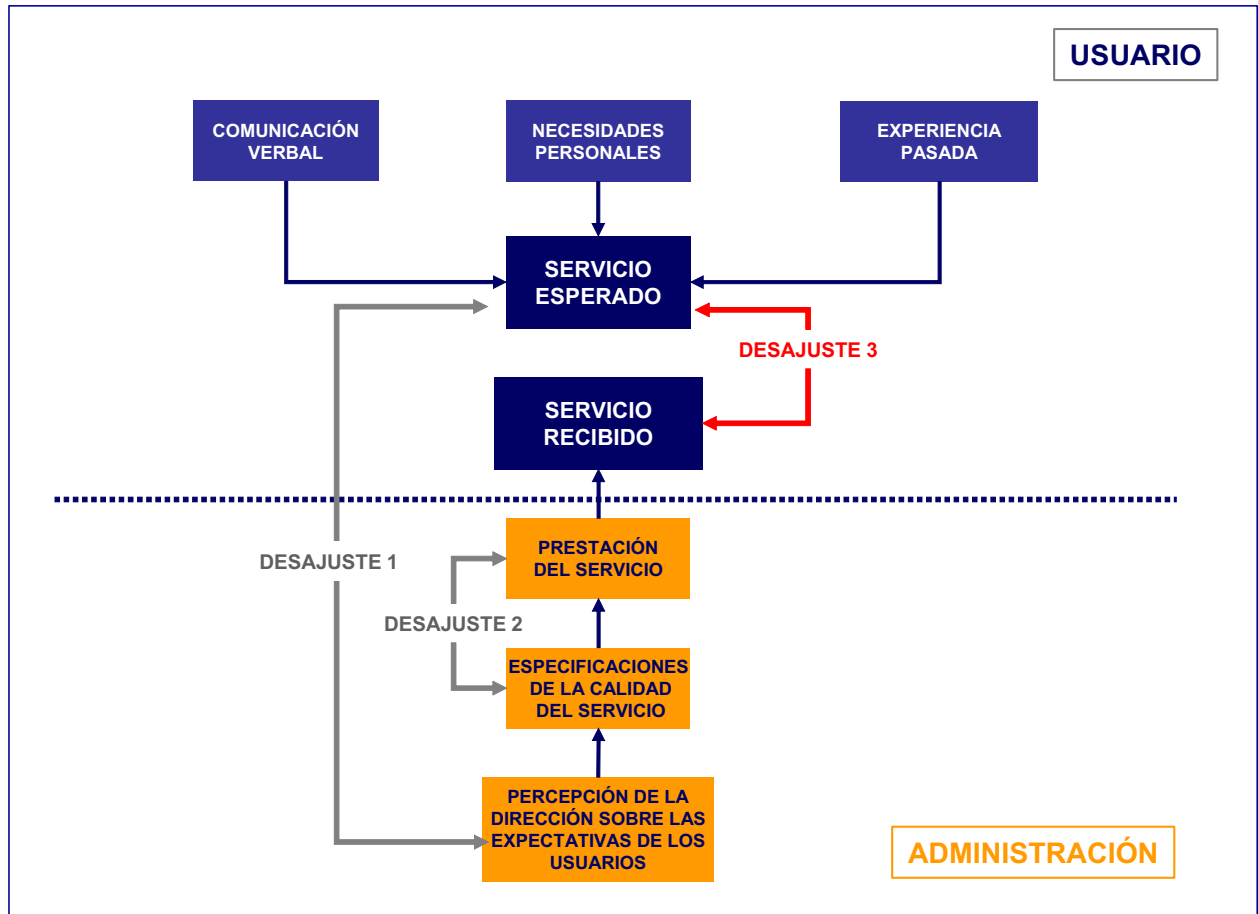 USUARIO
COMUNICACIÓN
VERBAL
NECESIDADES
PERSONALES
EXPERIENCIA
PASADA
SERVICIO
ESPERADO
DESAJUSTE 3
SERVICIO
RECIBIDO
DESAJUSTE 1
PRESTACIÓN
DEL SERVICIO
DESAJUSTE 2
ESPECIFICACIONES
DE LA CALIDAD
DEL SERVICIO
PERCEPCIÓN DE LA
DIRECCIÓN SOBRE LAS
EXPECTATIVAS DE LOS
USUARIOS
ADMINISTRACIÓN